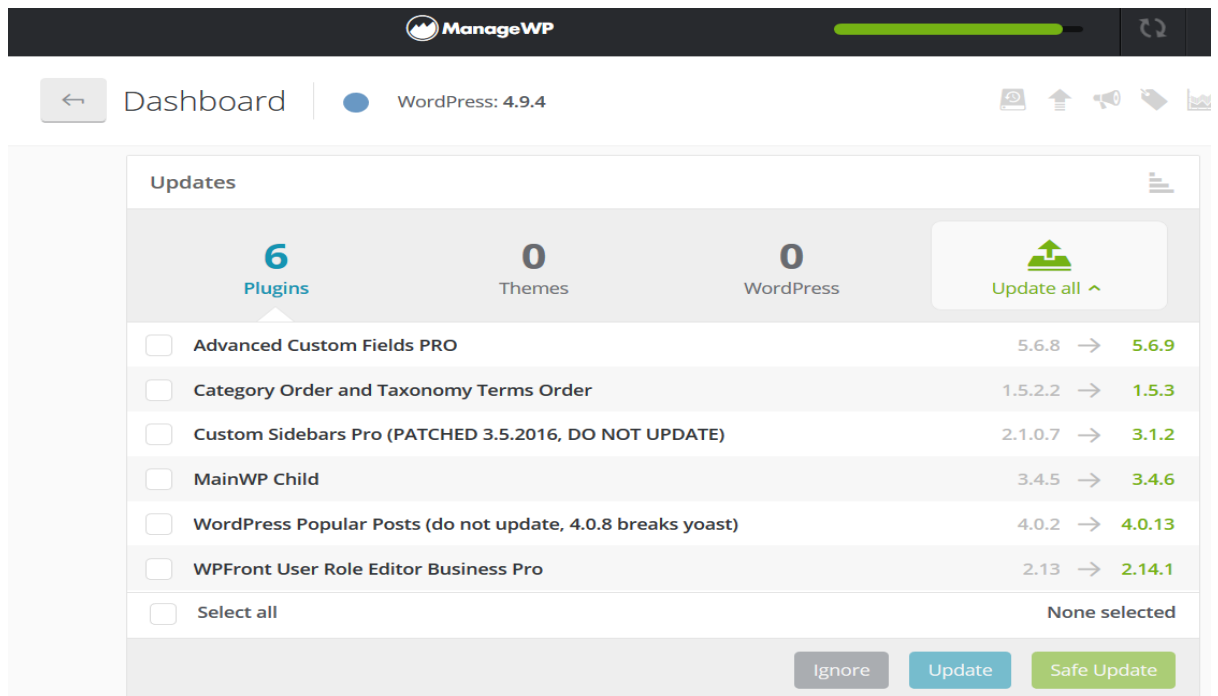 ManageWP
Dashboard WordPress: 4.9.4
Updates
6 0 0
Plugins Themes WordPress Update all
Advanced Custom Fields PRO 5.6.8 → 5.6.9
Category Order and Taxonomy Terms Order 1.5.2.2 → 1.5.3
Custom Sidebars Pro (PATCHED 3.5.2016, DO NOT UPDATE) 2.1.0.7 → 3.1.2
MainWP Child 3.4.5 → 3.4.6
WordPress Popular Posts (do not update, 4.0.8 breaks yoast) 4.0.2 → 4.0.13
WPFront User Role Editor Business Pro 2.13 → 2.14.1
Select all None selected
Ignore Update Safe Update